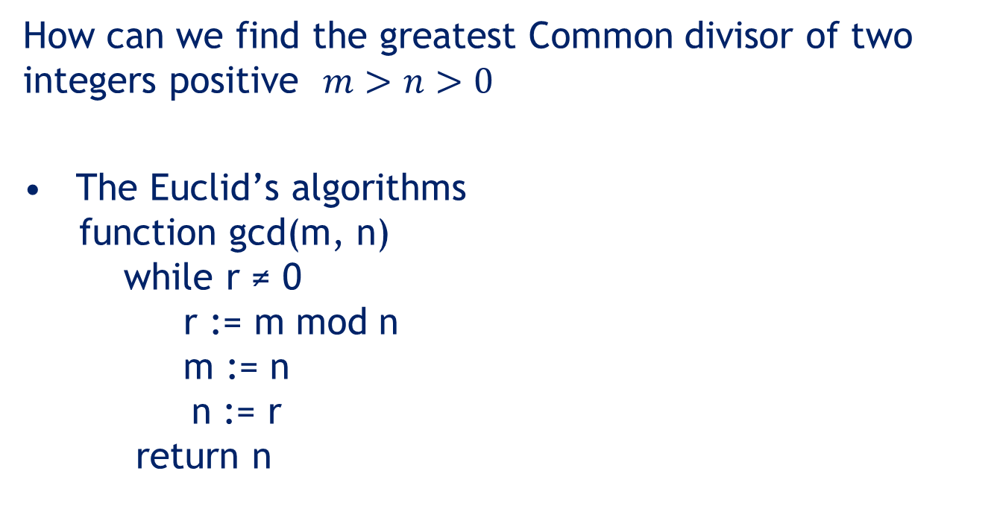 How can we find the greatest Common divisor of two
integers positive m > n > 0
• The Euclid’s algorithms
function gcd(m, n)
while r ≠ 0
r := m mod n
m := n
n := r
return n